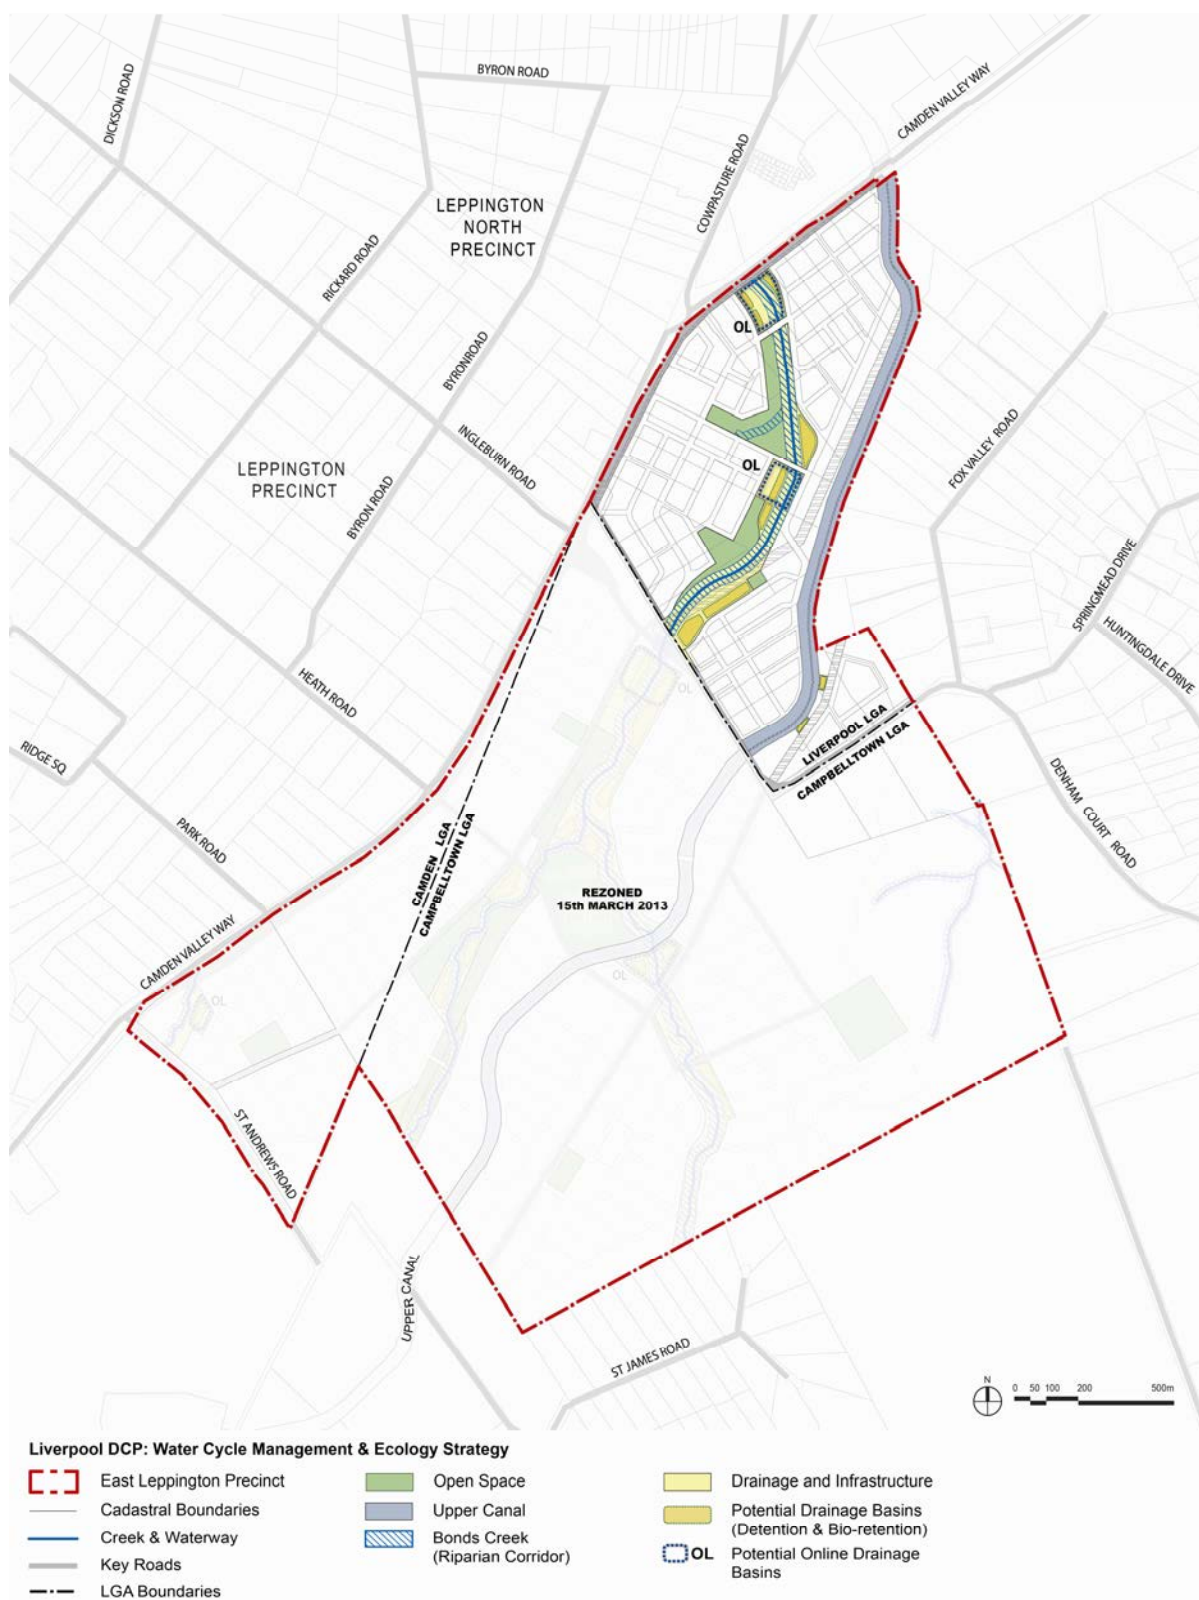 BYRON ROAD
CAMDEN VALLEY WAY
DICKSON ROAD
COWPASTURE ROAD
LEPPINGTON
NORTH
PRECINCT
RICKARD ROAD
OL
BYRONROAD
INGLEBURN ROAD
FOX VALLEY ROAD
LEPPINGTON
PRECINCT
OL
BYRON ROAD
SPRINGMEAD DRIVE
HUNTINGDALE DRIVE
HEATH ROAD
OL
LIVERPOOL LGA
CAMPBELLTOWN LGA
RIDGE SQ
DENHAM COURT ROAD
PARK ROAD
CAMDEN LGA
CAMPBELLTOWN LGA
REZONED
15th MARCH 2013
CAMDEN VALLEY WAY
OL
OL
ST ANDREWS ROAD
UPPER CANAL
ST JAMES ROAD
N
0 50 100 200 500m
Liverpool DCP: Water Cycle Management & Ecology Strategy
East Leppington Precinct
Cadastral Boundaries
Creek & Waterway
Key Roads
LGA Boundaries
Open Space
Upper Canal
Bonds Creek
(Riparian Corridor)
Drainage and Infrastructure
Potential Drainage Basins
(Detention & Bio-retention)
OL Potential Online Drainage
Basins